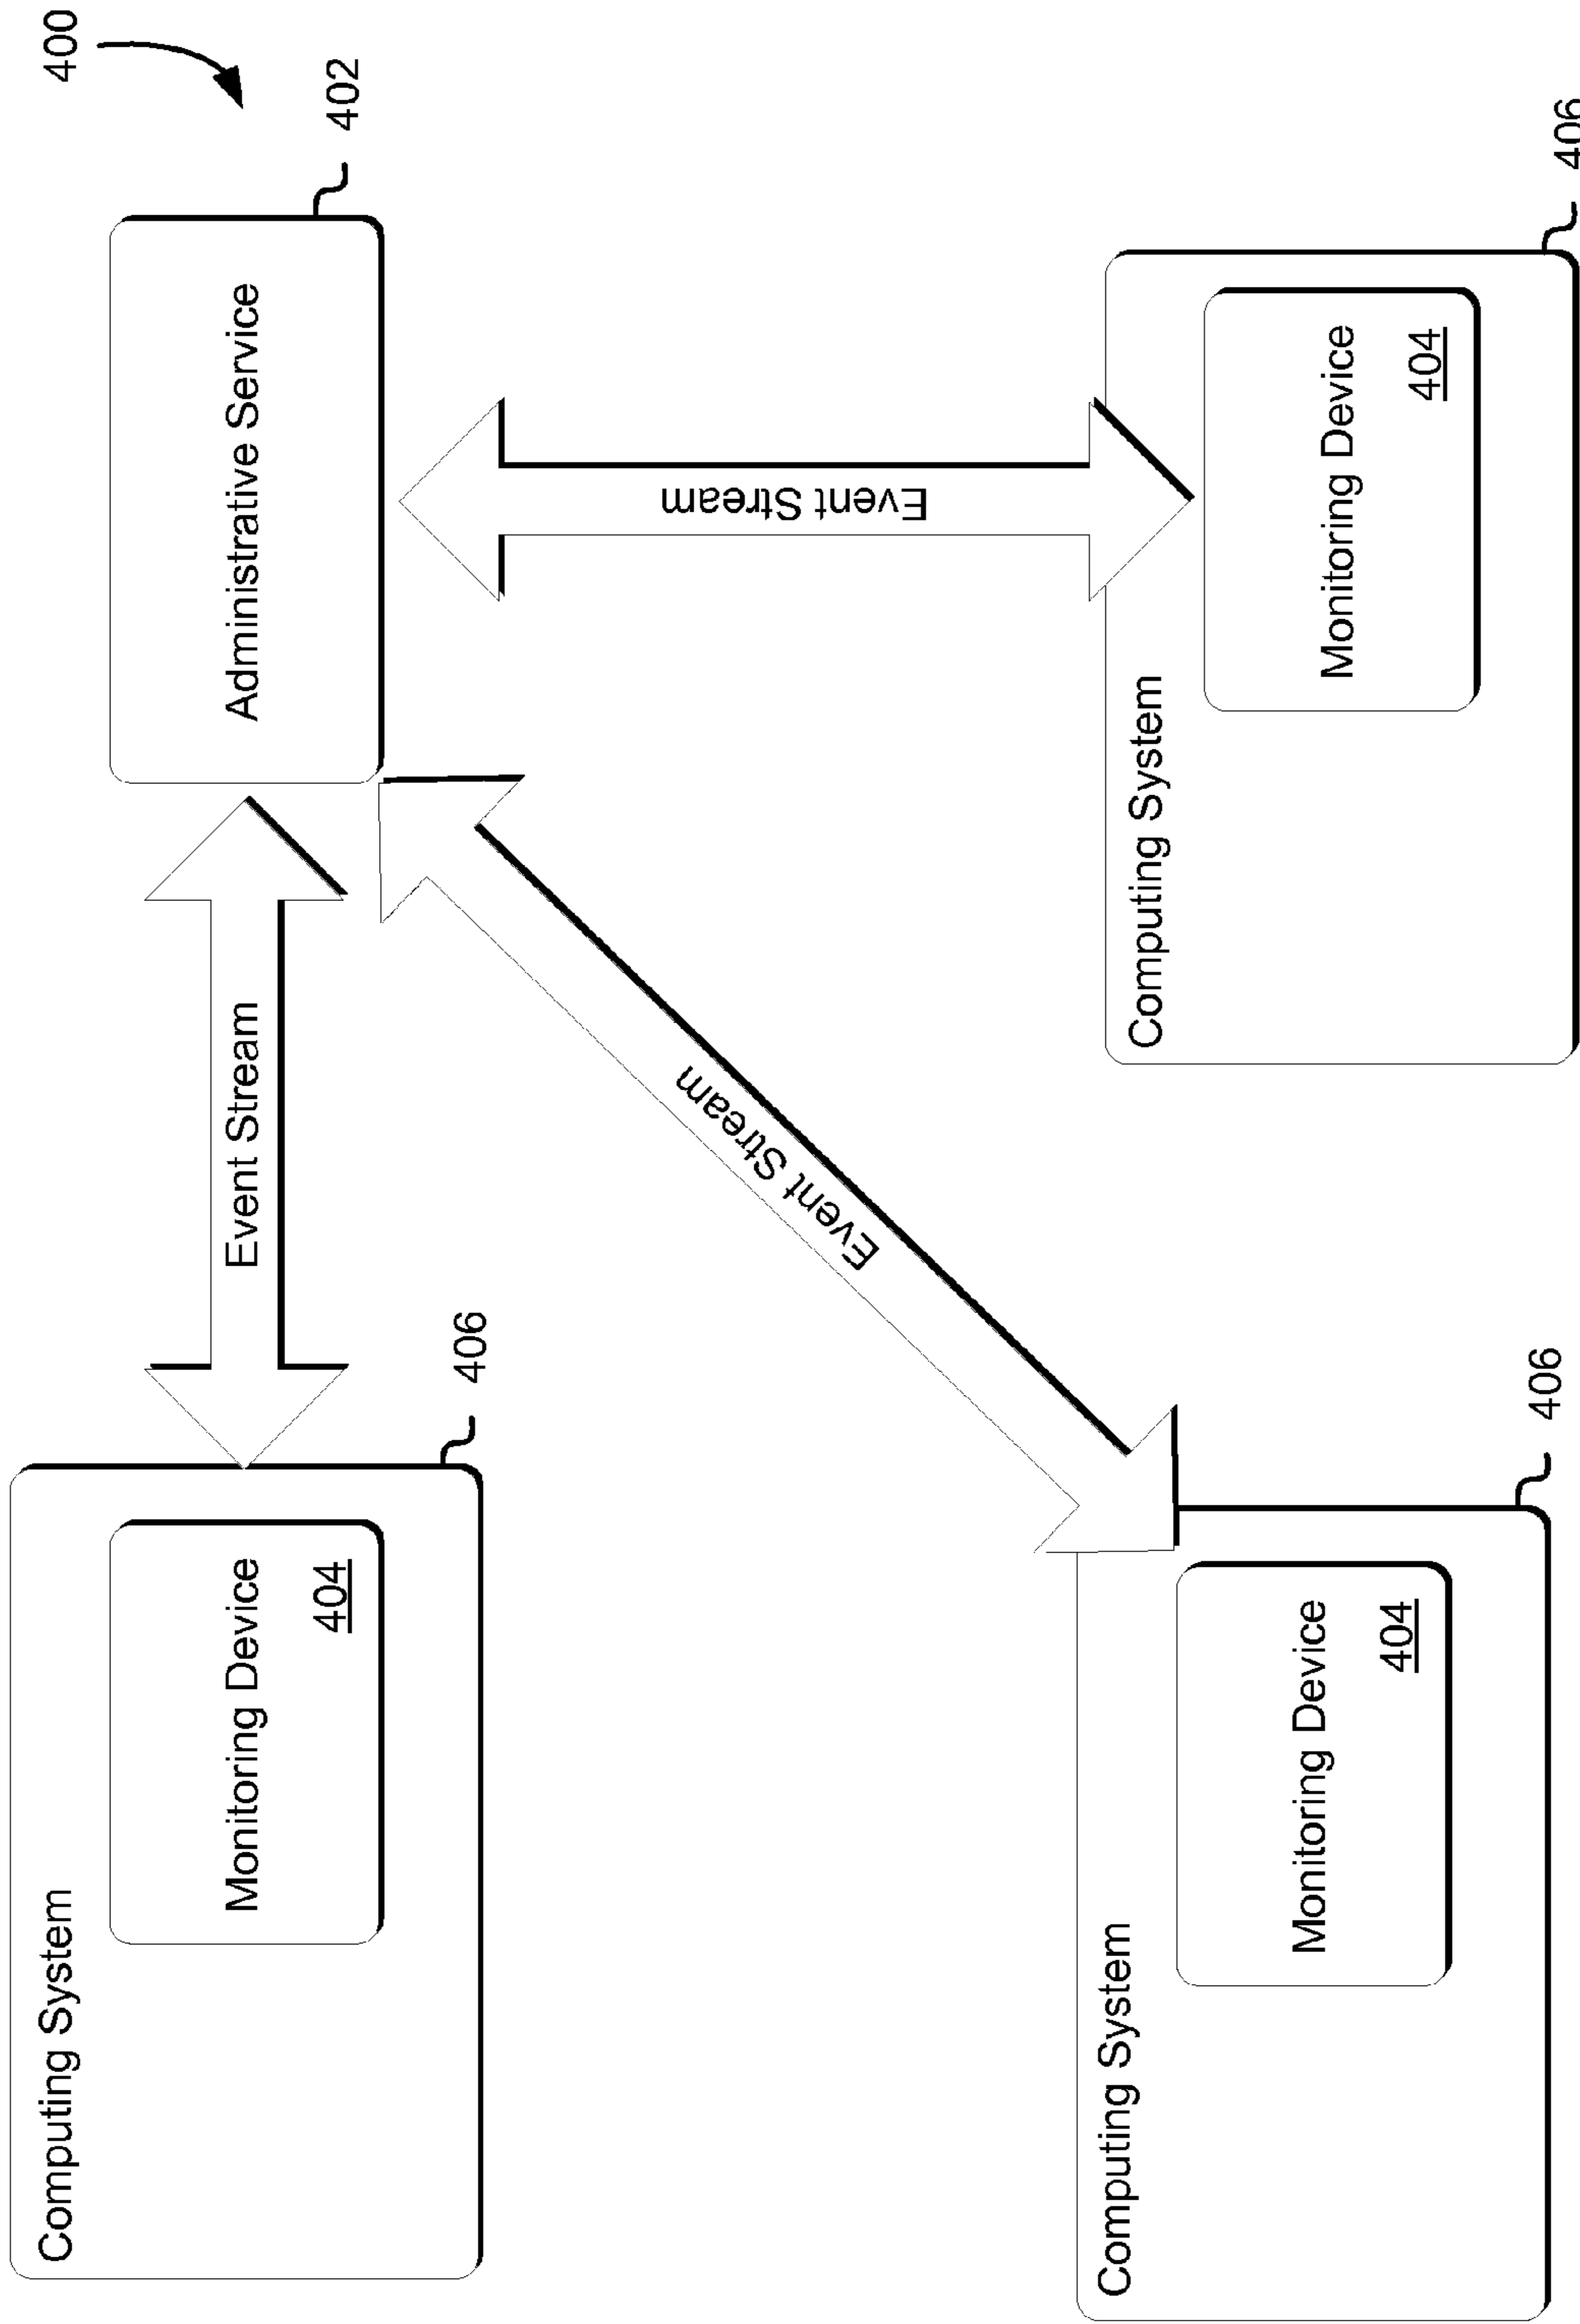 400
Computing System
Monitoring Device
404
406
Event Stream
Administrative Service
402
Event Stream
Event Stream
Computing System
Monitoring Device
404
406
Computing System
Monitoring Device
404
406